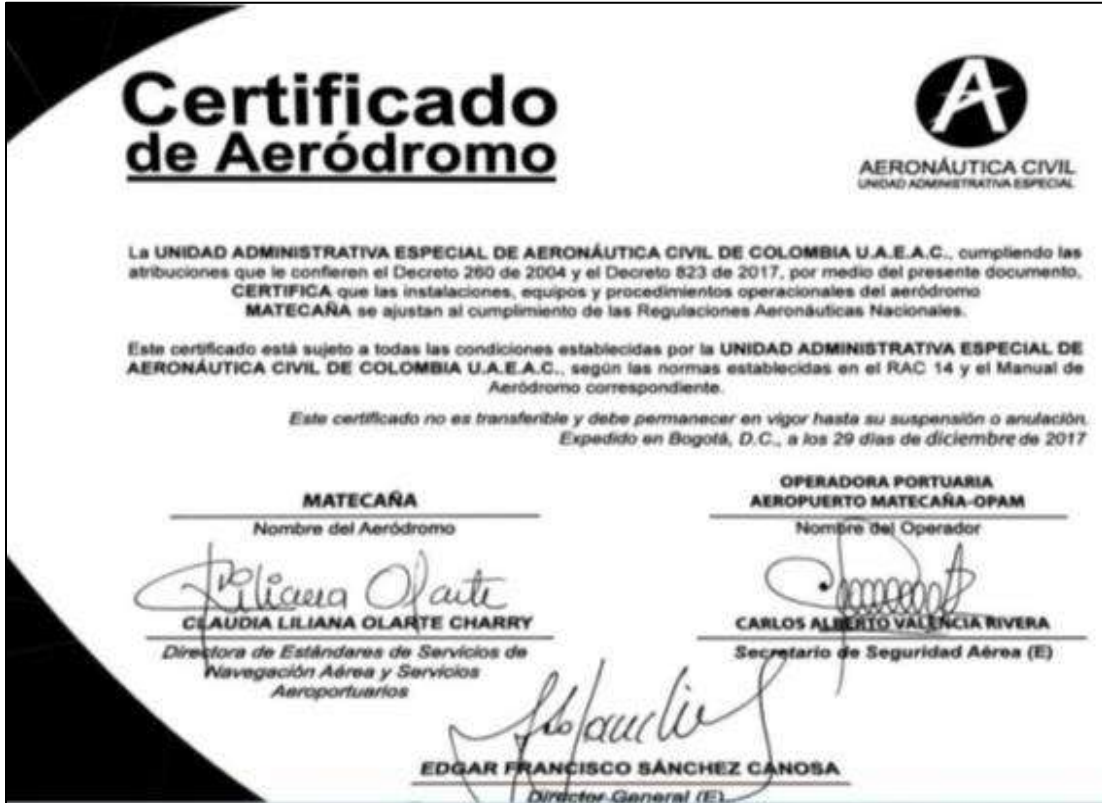 Certificado
de Aeródromo
AERONÁUTICA CIVIL
UNIDAD ADMINISTRATIVA ESPECIAL
La UNIDAD ADMINISTRATIVA ESPECIAL DE AERONÁUTICA CIVIL DE COLOMBIA U.A.E.A.C., cumpliendo las
atribuciones que le confieren el Decreto 260 de 2004 y el Decreto 823 de 2017, por medio del presente documento,
CERTIFICA que las instalaciones, equipos y procedimientos operacionales del aeródromo
MATECAÑA se ajustan al cumplimiento de las Regulaciones Aeronáuticas Nacionales.
Este certificado está sujeto a todas las condiciones establecidas por la UNIDAD ADMINISTRATIVA ESPECIAL DE
AERONÁUTICA CIVIL DE COLOMBIA U.A.E.A.C., según las normas establecidas en el RAC 14 y el Manual de
Aeródromo correspondiente.
Este certificado no es transferible y debe permanecer en vigor hasta su suspensión o anulación.
Expedido en Bogotá, D.C., a los 29 días de diciembre de 2017
MATECAÑA
Nombre del Aeródromo
OPERADORA PORTUARIA
AEROPUERTO MATECAÑA-OPAM
Nombre del Operador
Liliana Olarte
CLAUDIA LILIANA OLARTE CHARRY
Directora de Estándares de Servicios de
Navegación Aérea y Servicios
Aeroportuarios
CARLOS ALBERTO VALENCIA RIVERA
Secretario de Seguridad Aérea (E)
EDGAR FRANCISCO SÁNCHEZ CANOSA
Director General (E)